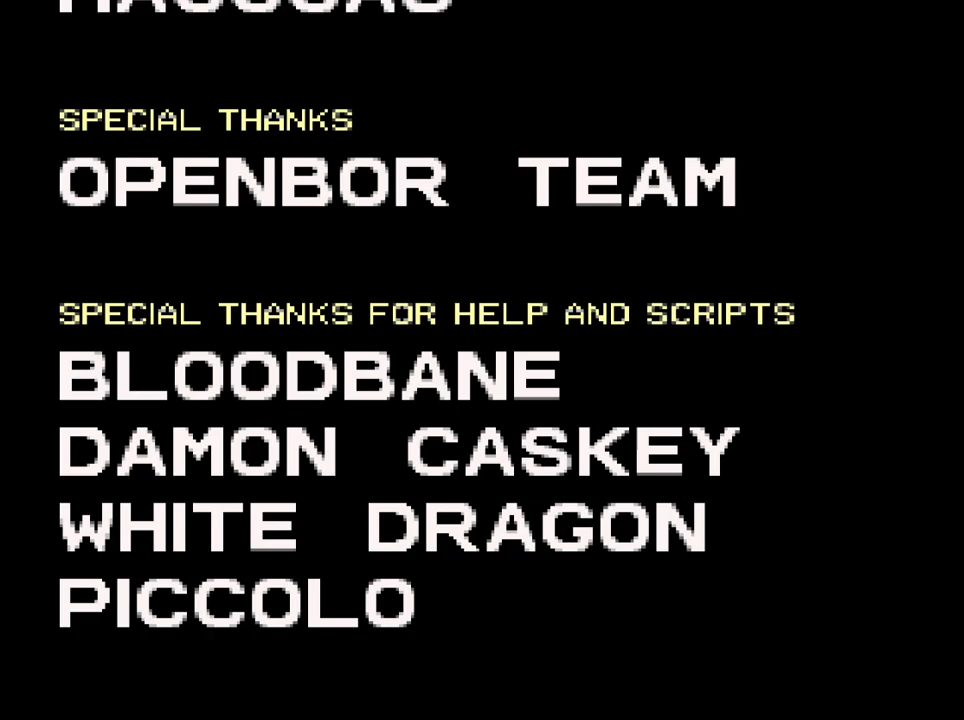 SPECIAL THANKS
OPENBOR TEAM
SPECIAL THANKS FOR HELP AND SCRIPTS
BLOODBANE
DAMON CASKEY
WHITE DRAGON
PICCOLO